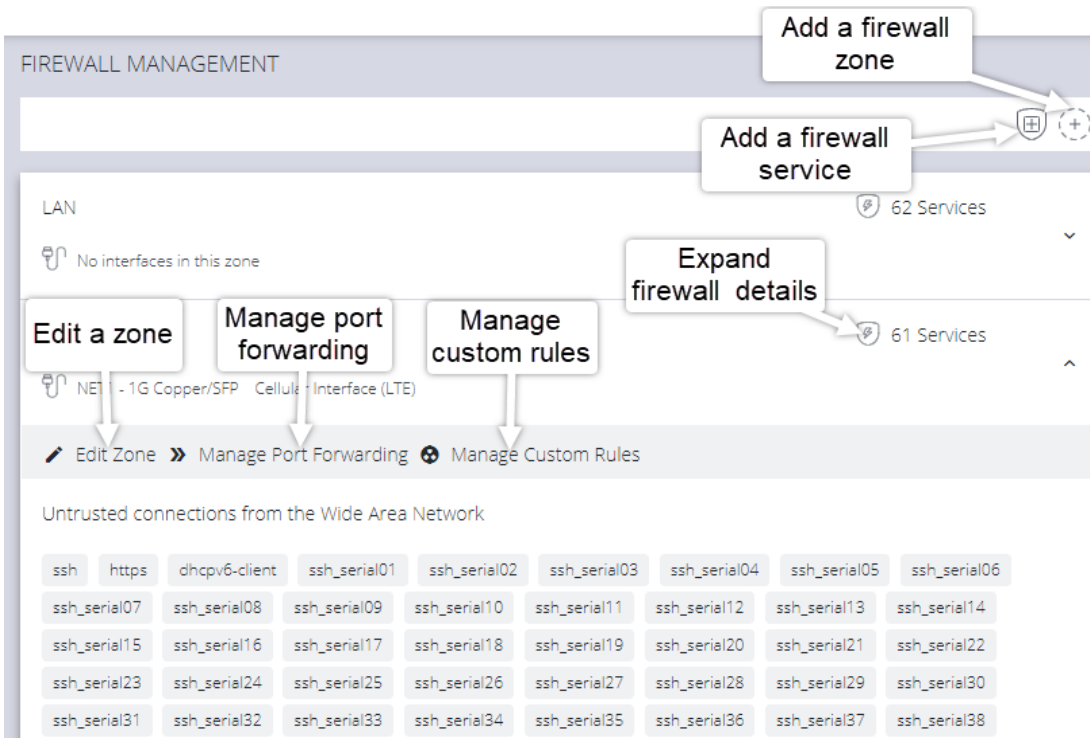 Add a firewall
zone
FIREWALL MANAGEMENT
Add a firewall
service
LAN
62 Services
No interfaces in this zone
Expand
firewall details
Edit a zone
Manage port
forwarding
Manage
custom rules
61 Services
NET1 - 1G Copper/SFP Cellular Interface (LTE)
Edit Zone Manage Port Forwarding Manage Custom Rules
Untrusted connections from the Wide Area Network
ssh https dhcpv6-client ssh_serial01 ssh_serial02 ssh_serial03 ssh_serial04 ssh_serial05 ssh_serial06
ssh_serial07 ssh_serial08 ssh_serial09 ssh_serial10 ssh_serial11 ssh_serial12 ssh_serial13 ssh_serial14
ssh_serial15 ssh_serial16 ssh_serial17 ssh_serial18 ssh_serial19 ssh_serial20 ssh_serial21 ssh_serial22
ssh_serial23 ssh_serial24 ssh_serial25 ssh_serial26 ssh_serial27 ssh_serial28 ssh_serial29 ssh_serial30
ssh_serial31 ssh_serial32 ssh_serial33 ssh_serial34 ssh_serial35 ssh_serial36 ssh_serial37 ssh_serial38